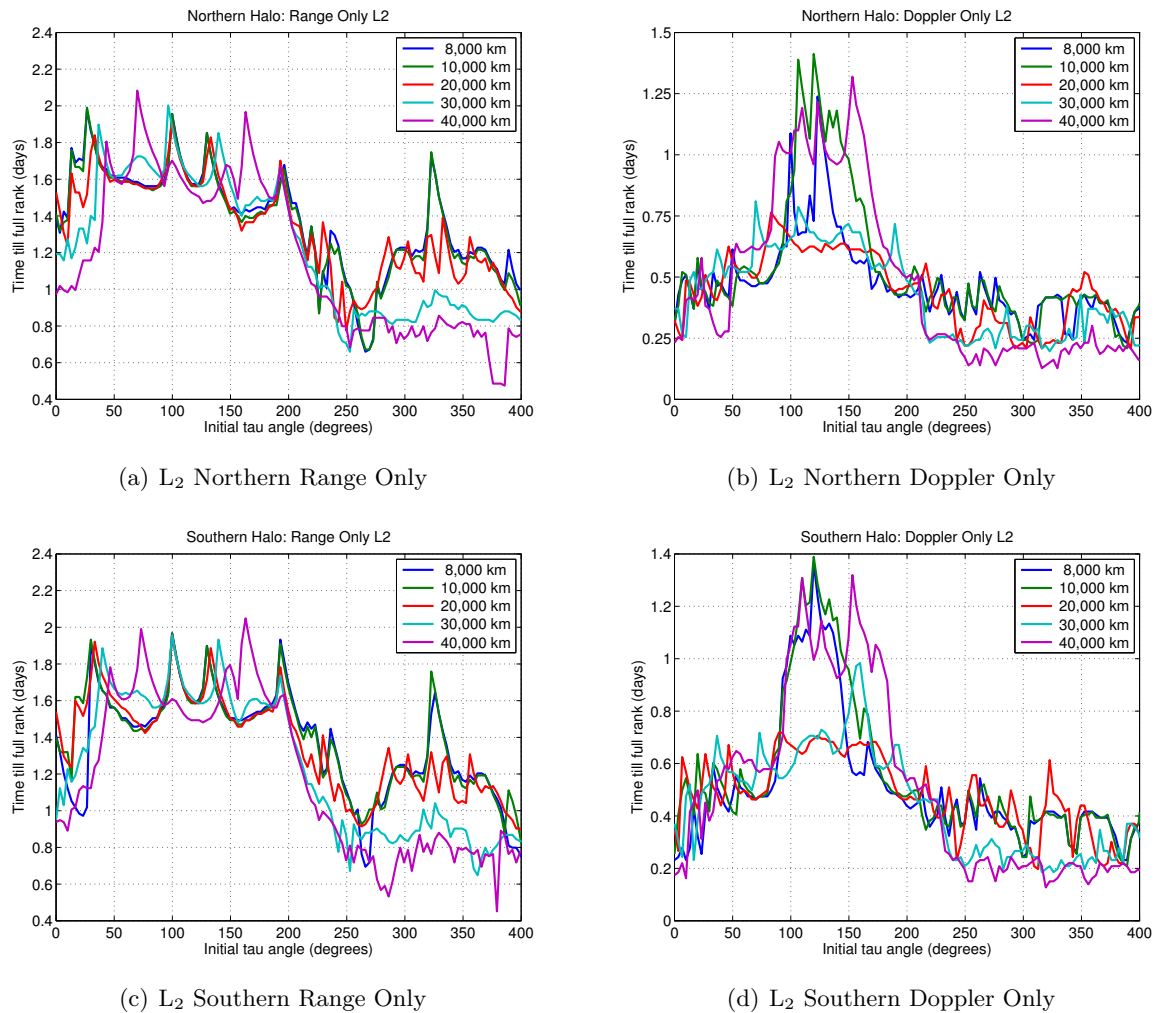 Northern Halo: Range Only L2
2.4
2.2
2
1.8
1.6
1.4
1.2
1
0.8
0.6
0.4
Time till full rank (days)
8,000 km
10,000 km
20,000 km
30,000 km
40,000 km
0 50 100 150 200 250 300 350 400
Initial tau angle (degrees)
(a) L₂ Northern Range Only
Northern Halo: Doppler Only L2
1.5
1.25
1
0.75
0.5
0.25
0
Time till full rank (days)
8,000 km
10,000 km
20,000 km
30,000 km
40,000 km
0 50 100 150 200 250 300 350 400
Initial tau angle (degrees)
(b) L₂ Northern Doppler Only
Southern Halo: Range Only L2
2.4
2.2
2
1.8
1.6
1.4
1.2
1
0.8
0.6
0.4
Time till full rank (days)
8,000 km
10,000 km
20,000 km
30,000 km
40,000 km
0 50 100 150 200 250 300 350 400
Initial tau angle (degrees)
(c) L₂ Southern Range Only
Southern Halo: Doppler Only L2
1.4
1.2
1
0.8
0.6
0.4
0.2
0
Time till full rank (days)
8,000 km
10,000 km
20,000 km
30,000 km
40,000 km
0 50 100 150 200 250 300 350 400
Initial tau angle (degrees)
(d) L₂ Southern Doppler Only